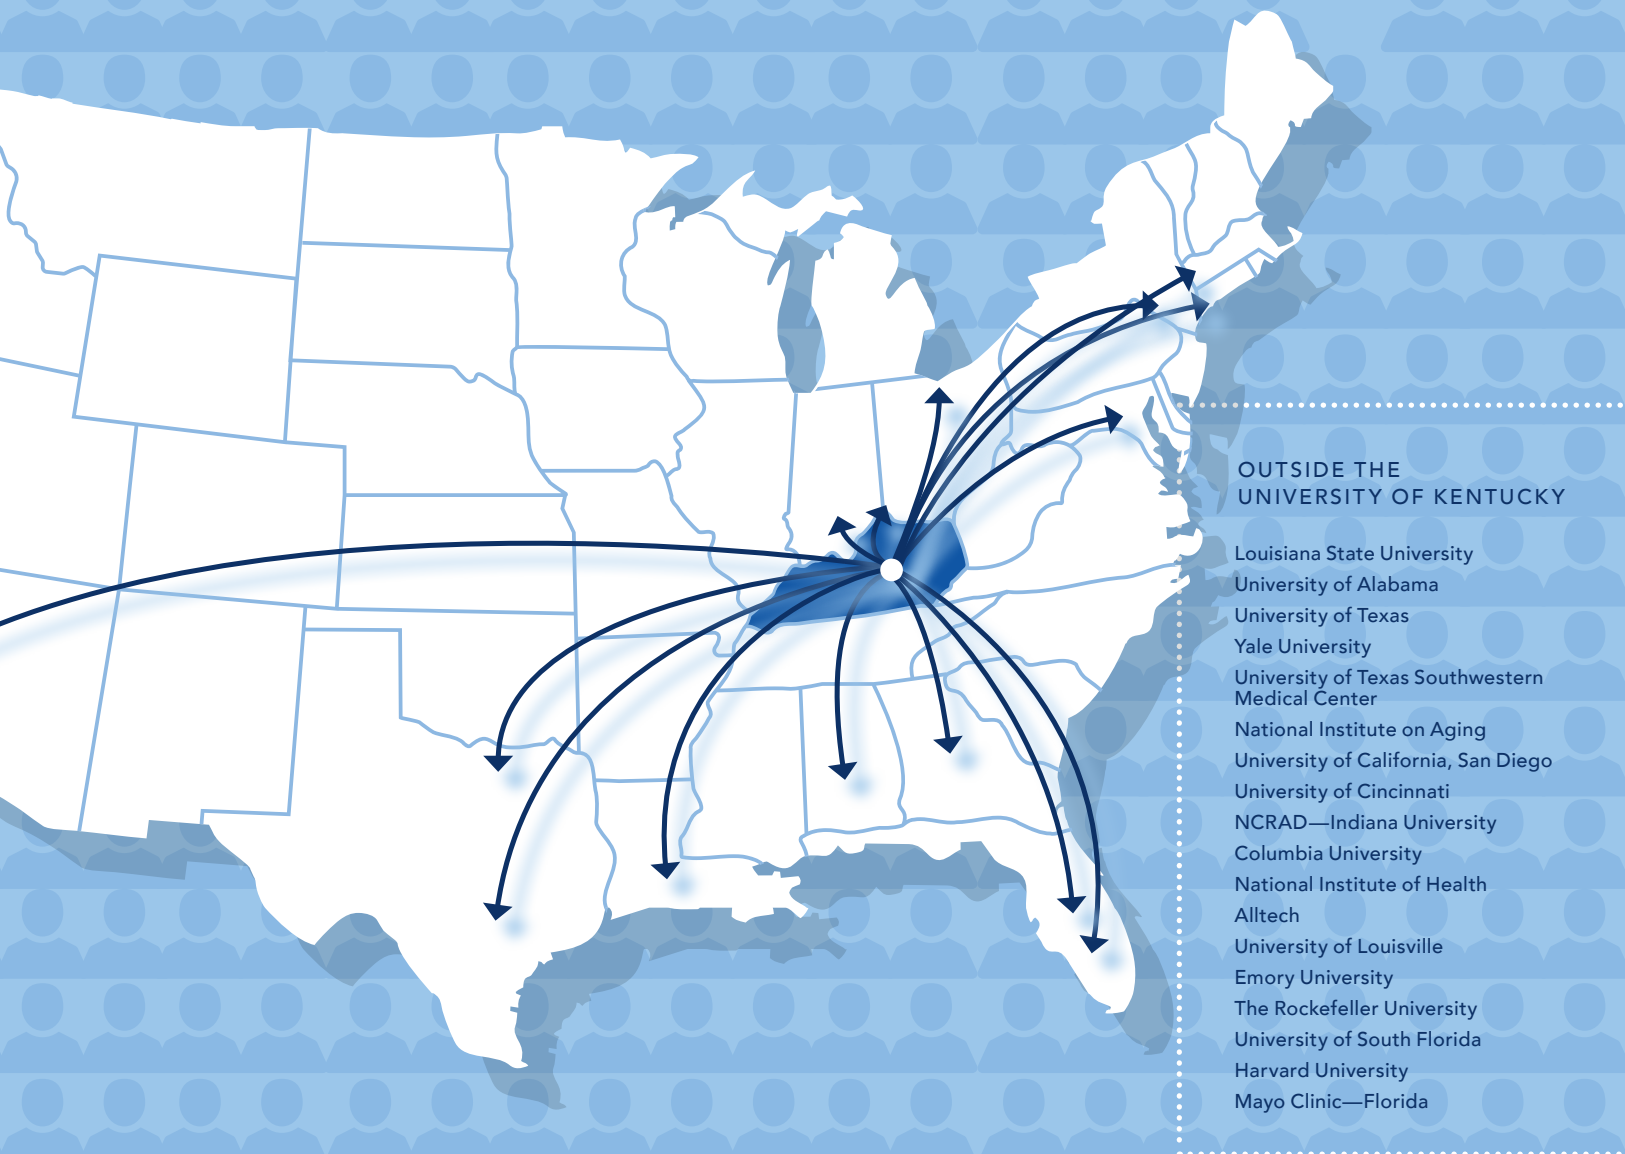 OUTSIDE THE
UNIVERSITY OF KENTUCKY
Louisiana State University
University of Alabama
University of Texas
Yale University
University of Texas Southwestern
Medical Center
National Institute on Aging
University of California, San Diego
University of Cincinnati
NCRAD—Indiana University
Columbia University
National Institute of Health
Alltech
University of Louisville
Emory University
The Rockefeller University
University of South Florida
Harvard University
Mayo Clinic—Florida